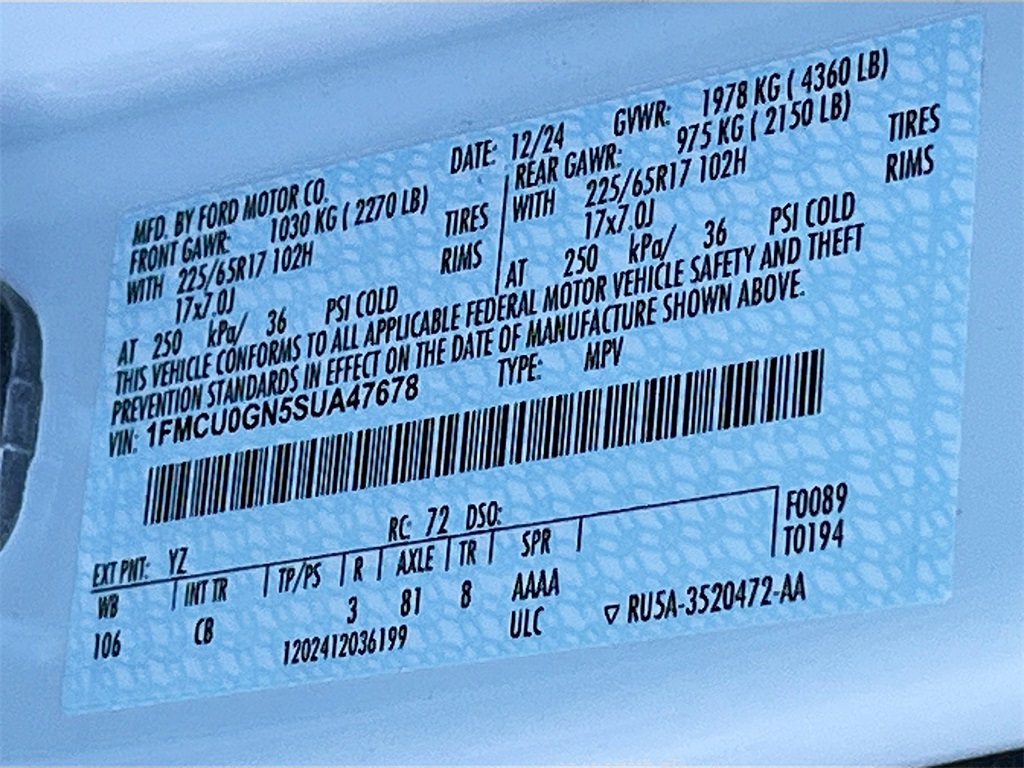 MFD. BY FORD MOTOR CO. DATE: 12/24 GVWR: 1978 KG ( 4360 LB)
FRONT GAWR: 1030 KG ( 2270 LB) REAR GAWR: 975 KG ( 2150 LB)
WITH 225/65R17 102H TIRES WITH 225/65R17 102H TIRES
17x7.0J RIMS 17x7.0J RIMS
AT 250 kPa/ 36 PSI COLD AT 250 kPa/ 36 PSI COLD
THIS VEHICLE CONFORMS TO ALL APPLICABLE FEDERAL MOTOR VEHICLE SAFETY AND THEFT
PREVENTION STANDARDS IN EFFECT ON THE DATE OF MANUFACTURE SHOWN ABOVE.
VIN: 1FMCU0GN5SUA47678 TYPE: MPV
EXT PNT: YZ RC: 72 DSO: F0089
WB INT TR TP/PS R AXLE TR SPR T0194
106 CB 3 81 8 AAAA
1202412036199 ULC ▽ RU5A-3520472-AA